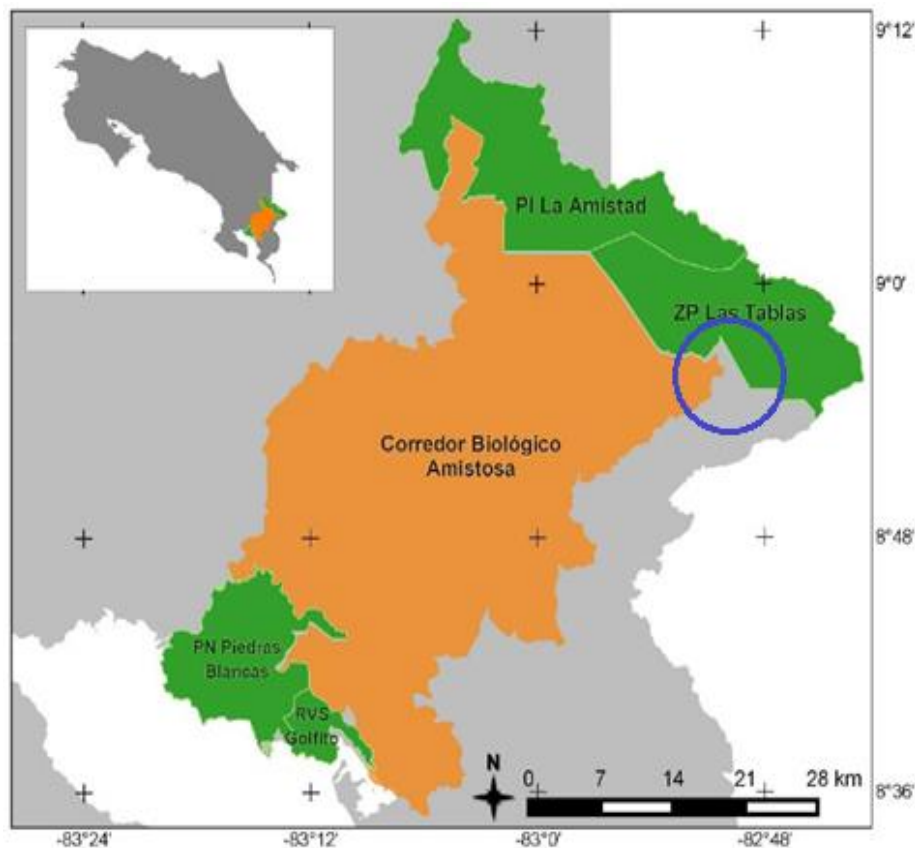 9°12'
PI La Amistad
9°0'
ZP Las Tablas
Corredor Biológico
Amistosa
8°48'
PN Piedras
Blancas
RVS
Golfito
N
0 7 14 21 28 km
8°36'
-83°24' -83°12' -83°0' -82°48'